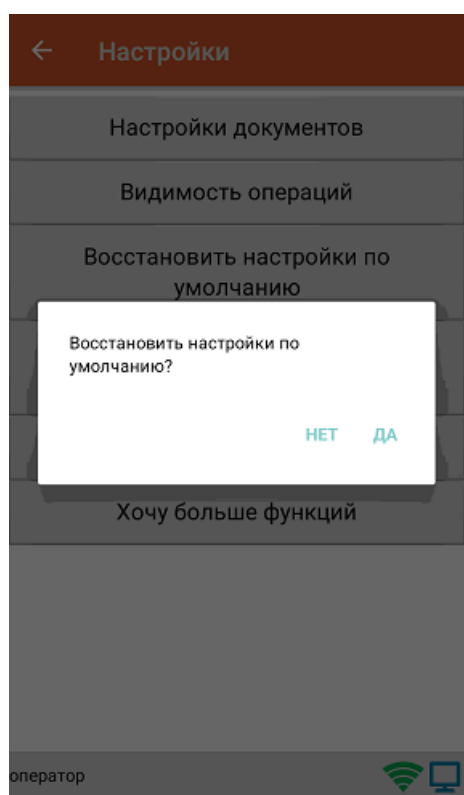 Настройки
Настройки документов
Видимость операций
Восстановить настройки по
умолчанию
Восстановить настройки по
умолчанию?
НЕТ ДА
Хочу больше функций
оператор